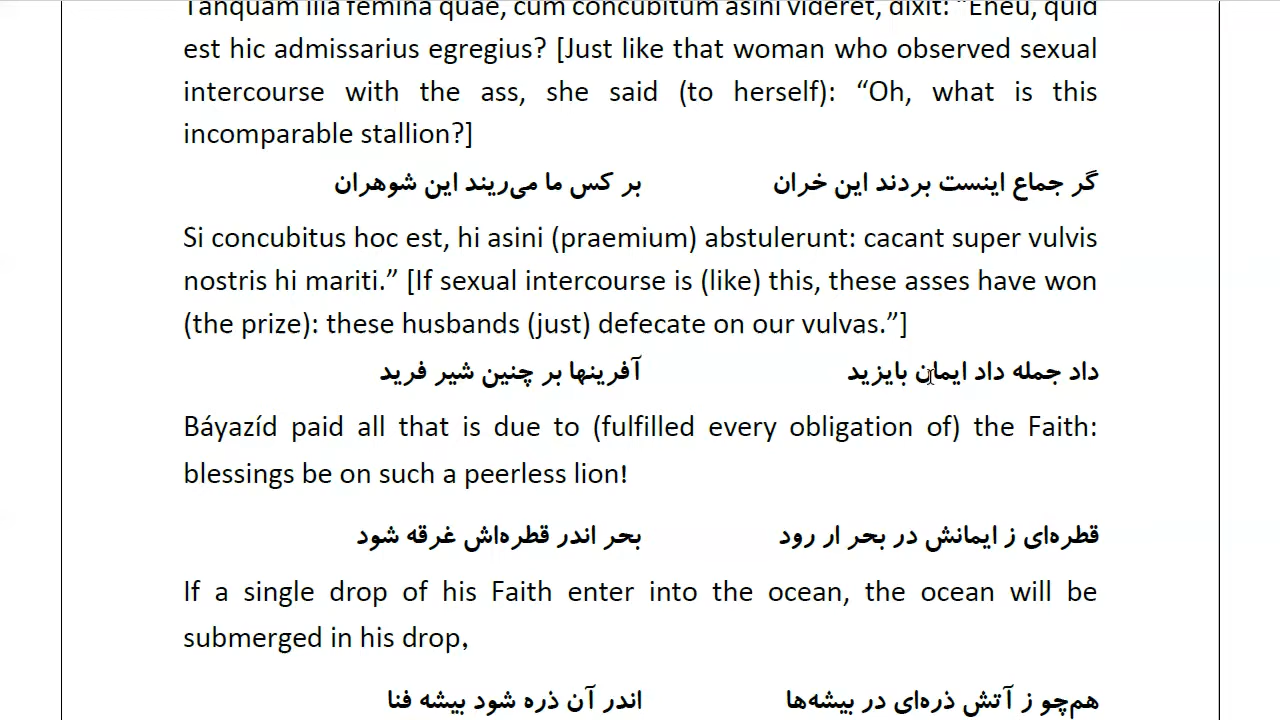 Tanquam illa femina quae, cum concubitum asini videret, dixit: “Eheu, quid
est hic admissarius egregius? [Just like that woman who observed sexual
intercourse with the ass, she said (to herself): “Oh, what is this
incomparable stallion?]
گر جماع اینست بردند این خران بر کس ما می‌ریند این شوهران
Si concubitus hoc est, hi asini (praemium) abstulerunt: cacant super vulvis
nostris hi mariti.” [If sexual intercourse is (like) this, these asses have won
(the prize): these husbands (just) defecate on our vulvas.”]
داد جمله داد ایمان بایزید آفرینها بر چنین شیر فرید
Báyazíd paid all that is due to (fulfilled every obligation of) the Faith:
blessings be on such a peerless lion!
قطره‌ای ز ایمانش در بحر ار رود بحر اندر قطره‌اش غرقه شود
If a single drop of his Faith enter into the ocean, the ocean will be
submerged in his drop,
هم‌چو ز آتش ذره‌ای در بیشه‌ها اندر آن ذره شود بیشه فنا